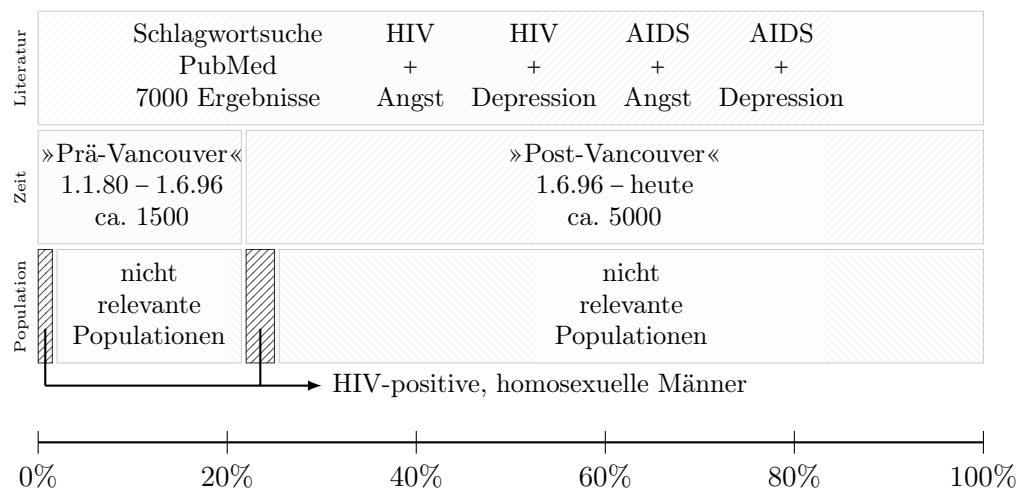 Literatur
Schlagwortsuche
PubMed
7000 Ergebnisse
HIV
+
Angst
HIV
+
Depression
AIDS
+
Angst
AIDS
+
Depression
Zeit
»Prä-Vancouver«
1.1.80 – 1.6.96
ca. 1500
»Post-Vancouver«
1.6.96 – heute
ca. 5000
Population
nicht
relevante
Populationen
nicht
relevante
Populationen
HIV-positive, homosexuelle Männer
0% 20% 40% 60% 80% 100%